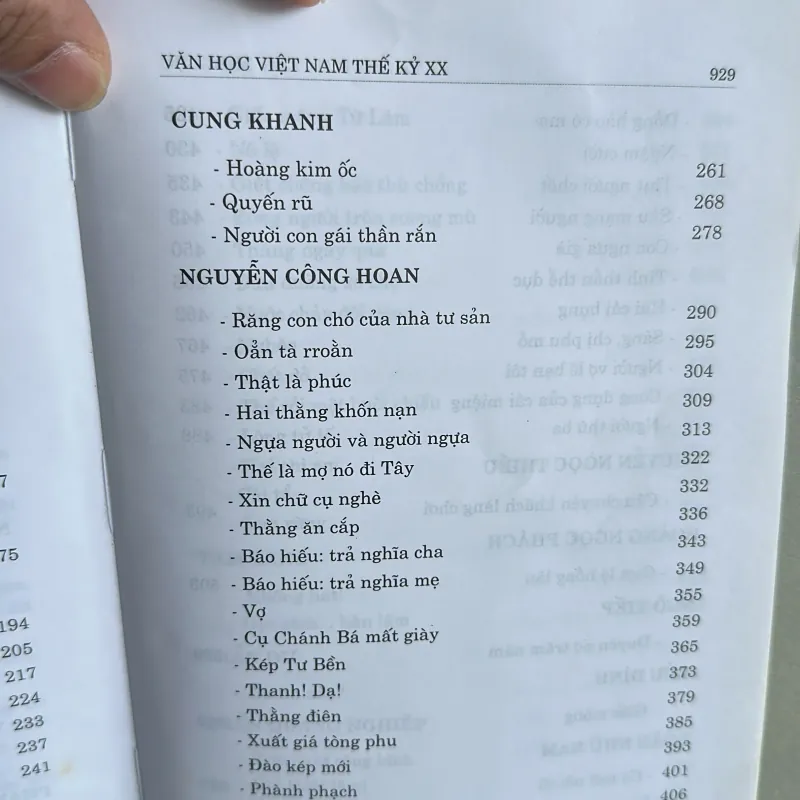 VĂN HỌC VIỆT NAM THẾ KỶ XX 929
CUNG KHANH
- Hoàng kim ốc 261
- Quyến rũ 268
- Người con gái thần rắn 278
NGUYỄN CÔNG HOAN
- Răng con chó của nhà tư sản 290
- Oẳn tà rroằn 295
- Thật là phúc 304
- Hai thằng khốn nạn 309
- Ngựa người và người ngựa 313
- Thế là mợ nó đi Tây 322
- Xin chữ cụ nghè 332
- Thằng ăn cắp 336
- Báo hiếu: trả nghĩa cha 343
- Báo hiếu: trả nghĩa mẹ 349
- Vợ 355
- Cụ Chánh Bá mất giày 359
- Kép Tư Bền 365
- Thanh! Dạ! 373
- Thằng điên 379
- Xuất giá tòng phu 385
- Đào kép mới 393
- Phành phạch 401
406
7
75
194
205
217
224
233
237
241